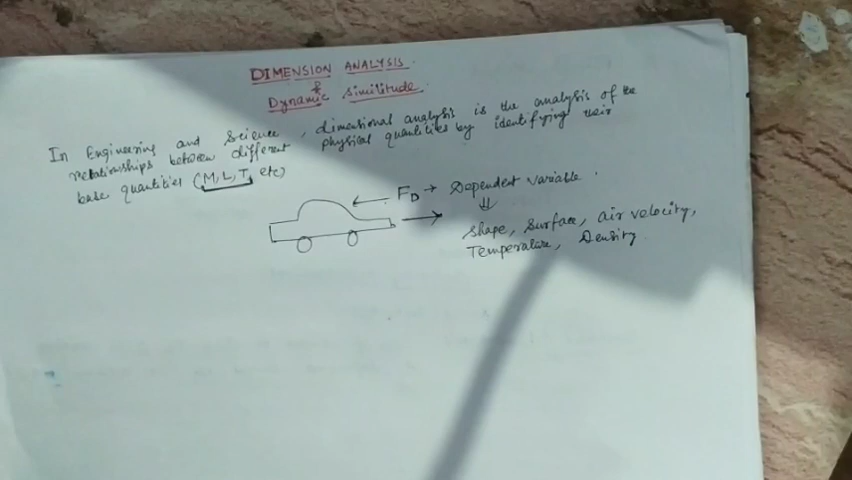 DIMENSION ANALYSIS
&
Dynamic Similitude
In Engineering and Science, dimensional analysis is the analysis of the
relationships between different physical quantities by identifying their
base quantities (M, L, T, etc)
F_D → Dependent variable.
⇓
shape, surface, air velocity,
Temperature, Density